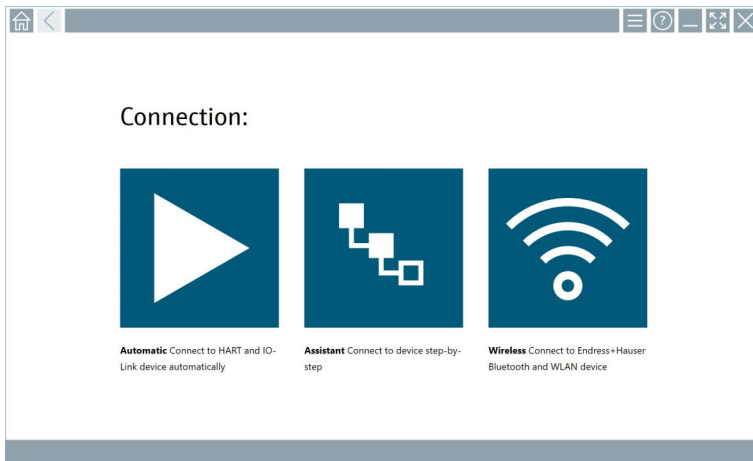 Connection:
Automatic Connect to HART and IO-
Link device automatically
Assistant Connect to device step-by-
step
Wireless Connect to Endress+Hauser
Bluetooth and WLAN device